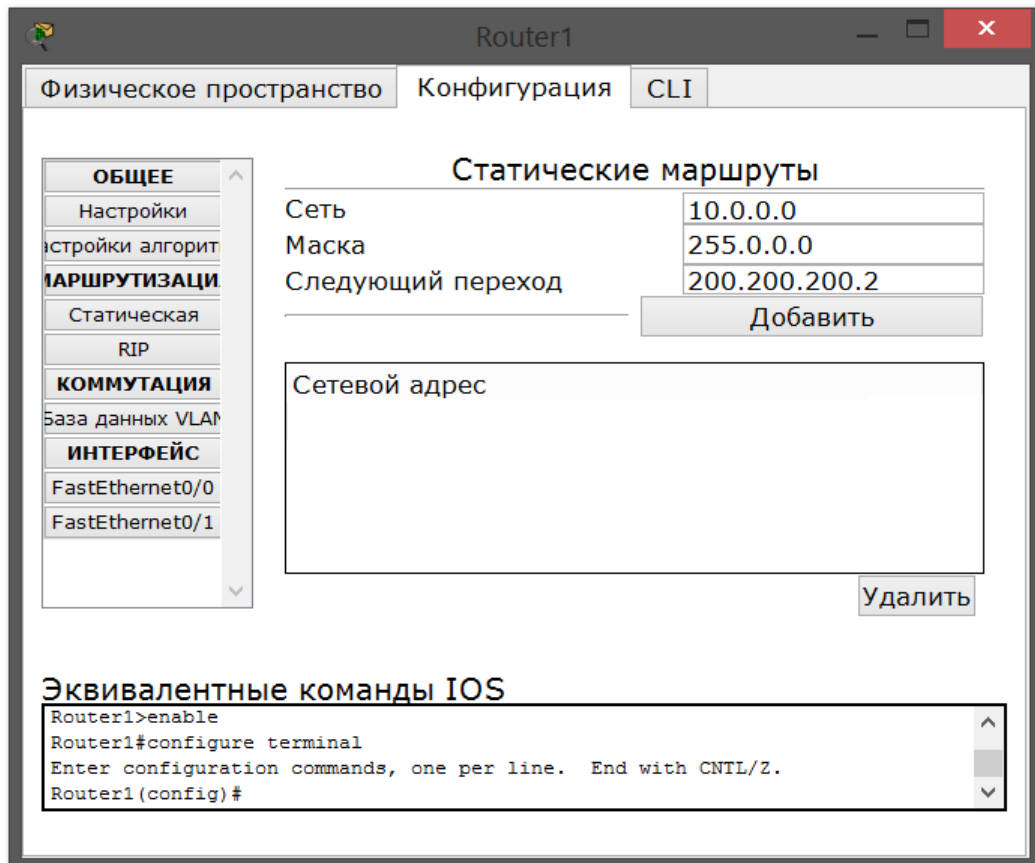 Router1
Физическое пространство Конфигурация CLI
ОБЩЕЕ
Настройки
астройки алгорит
МАРШРУТИЗАЦИ
Статическая
RIP
КОММУТАЦИЯ
База данных VLAN
ИНТЕРФЕЙС
FastEthernet0/0
FastEthernet0/1
Статические маршруты
Сеть 10.0.0.0
Маска 255.0.0.0
Следующий переход 200.200.200.2
Добавить
Сетевой адрес
Удалить
Эквивалентные команды IOS
Router1>enable
Router1#configure terminal
Enter configuration commands, one per line.  End with CNTL/Z.
Router1(config)#